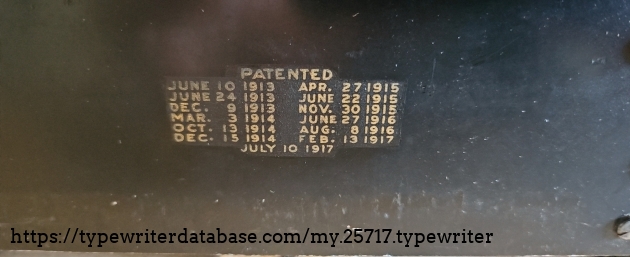 PATENTED
JUNE 10 1913 APR. 27 1915
JUNE 24 1913 JUNE 22 1915
DEC. 9 1913 NOV. 30 1915
MAR. 3 1914 JUNE 27 1916
OCT. 13 1914 AUG. 8 1916
DEC. 15 1914 FEB. 13 1917
JULY 10 1917
https://typewriterdatabase.com/my.25717.typewriter